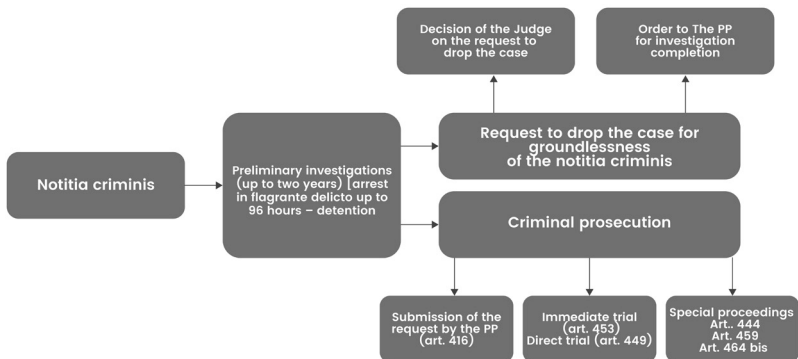 Decision of the Judge
on the request to
drop the case
Order to The PP
for investigation
completion
Notitia criminis
Preliminary investigations
(up to two years) [arrest
in flagrante delicto up to
96 hours – detention
Request to drop the case for
groundlessness
of the notitia criminis
Criminal prosecution
Submission of the
request by the PP
(art. 416)
Immediate trial
(art. 453)
Direct trial (art. 449)
Special proceedings
Art.. 444
Art. 459
Art. 464 bis